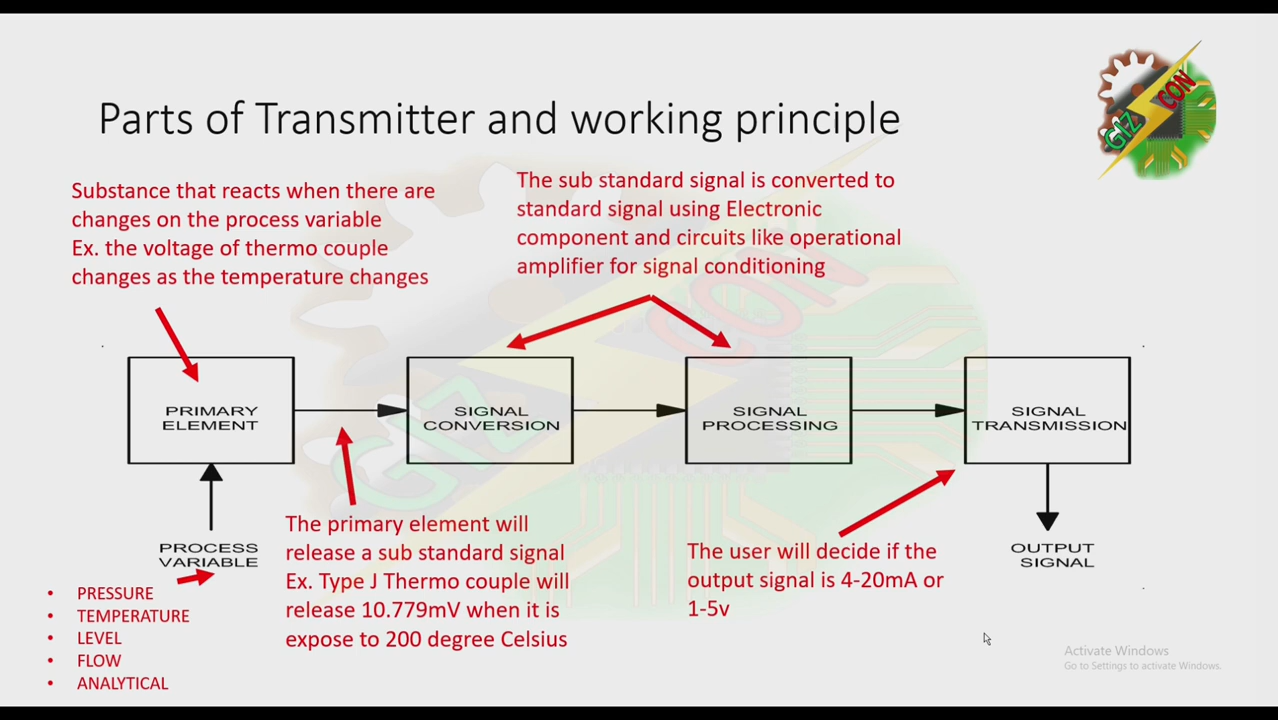 Parts of Transmitter and working principle
GIZ
CON
Substance that reacts when there are
changes on the process variable
Ex. the voltage of thermo couple
changes as the temperature changes
The sub standard signal is converted to
standard signal using Electronic
component and circuits like operational
amplifier for signal conditioning
PRIMARY
ELEMENT
SIGNAL
CONVERSION
SIGNAL
PROCESSING
SIGNAL
TRANSMISSION
GIZ
CON
PROCESS
VARIABLE
PRESSURE
TEMPERATURE
LEVEL
FLOW
ANALYTICAL
The primary element will
release a sub standard signal
Ex. Type J Thermo couple will
release 10.779mV when it is
expose to 200 degree Celsius
The user will decide if the
output signal is 4-20mA or
1-5v
OUTPUT
SIGNAL
Activate Windows
Go to Settings to activate Windows.